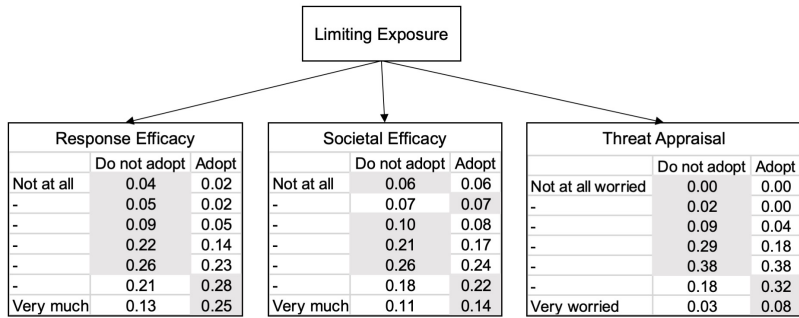 Limiting Exposure
Response Efficacy
Do not adopt Adopt
Not at all 0.04 0.02
- 0.05 0.02
- 0.09 0.05
- 0.22 0.14
- 0.26 0.23
- 0.21 0.28
Very much 0.13 0.25
Societal Efficacy
Do not adopt Adopt
Not at all 0.06 0.06
- 0.07 0.07
- 0.10 0.08
- 0.21 0.17
- 0.26 0.24
- 0.18 0.22
Very much 0.11 0.14
Threat Appraisal
Do not adopt Adopt
Not at all worried 0.00 0.00
- 0.02 0.00
- 0.09 0.04
- 0.29 0.18
- 0.38 0.38
- 0.18 0.32
Very worried 0.03 0.08